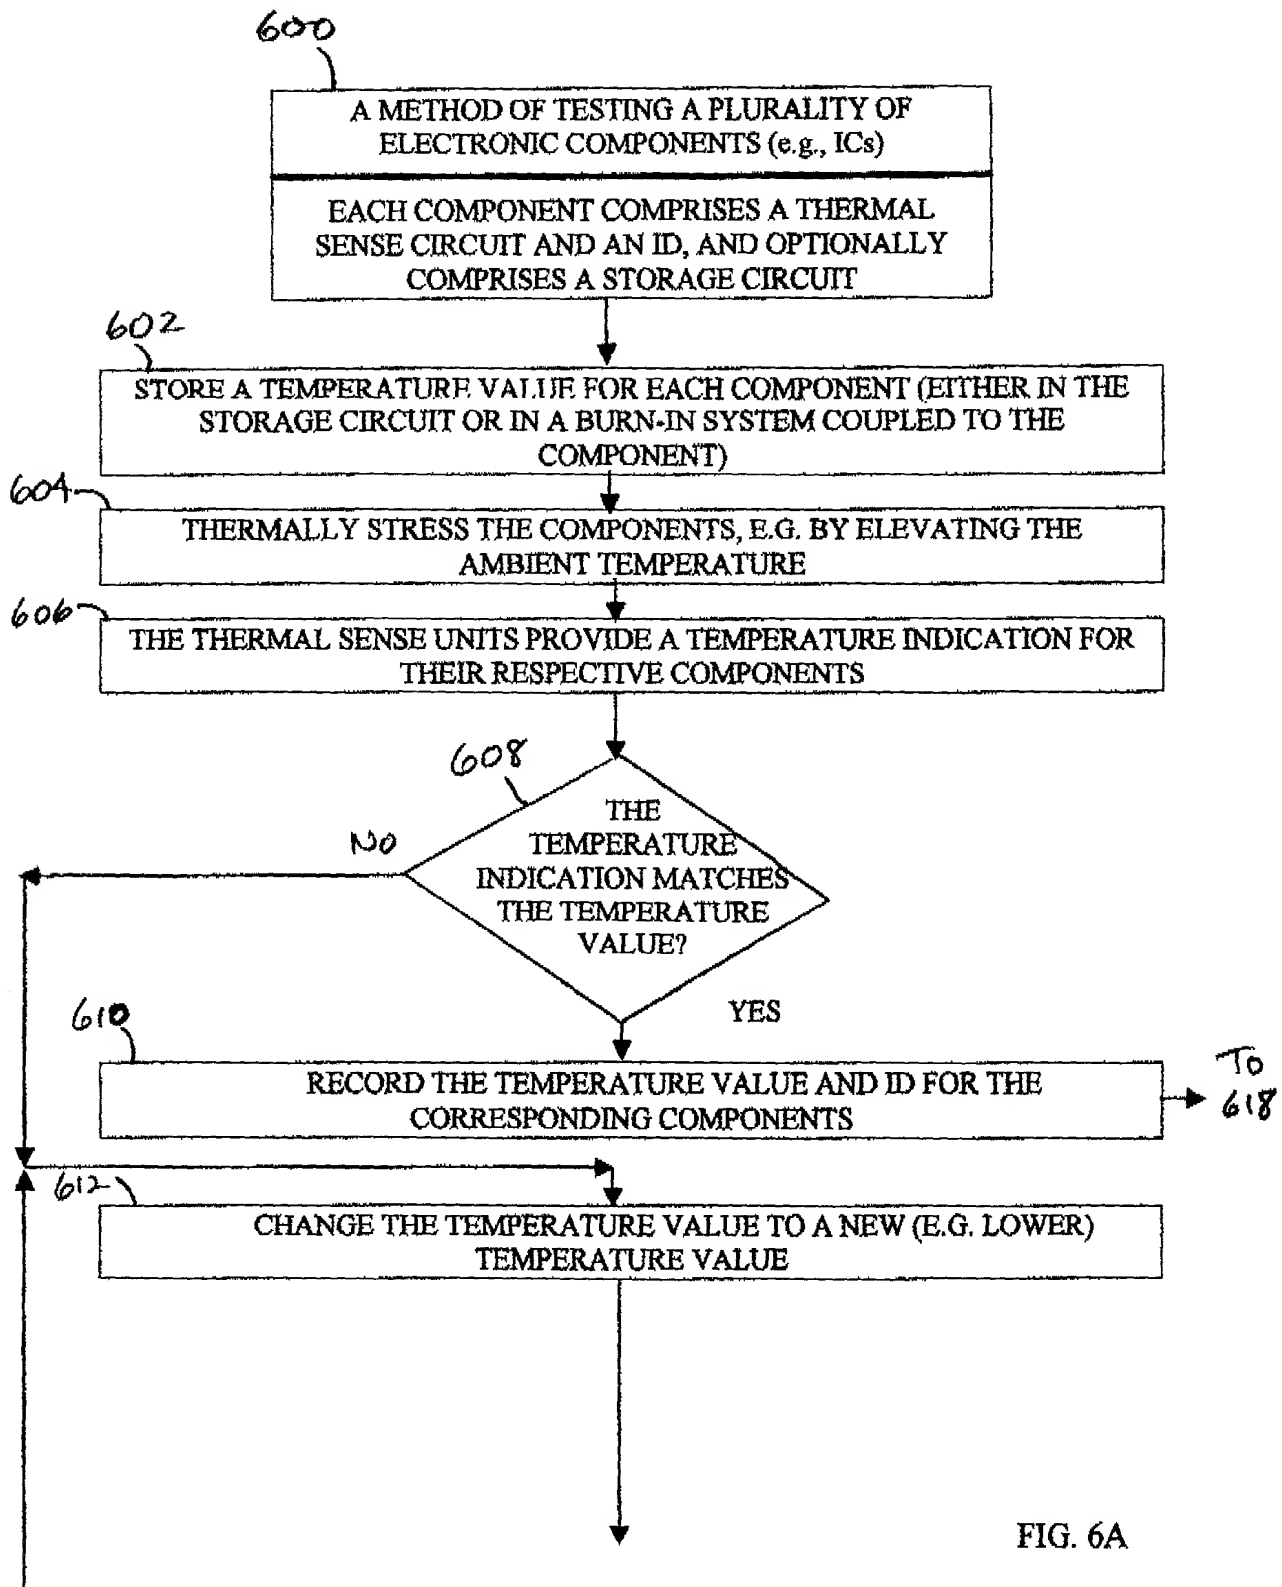 600
A METHOD OF TESTING A PLURALITY OF
ELECTRONIC COMPONENTS (e.g., ICs)
EACH COMPONENT COMPRISES A THERMAL
SENSE CIRCUIT AND AN ID, AND OPTIONALLY
COMPRISES A STORAGE CIRCUIT
602
STORE A TEMPERATURE VALUE FOR EACH COMPONENT (EITHER IN THE
STORAGE CIRCUIT OR IN A BURN-IN SYSTEM COUPLED TO THE
COMPONENT)
604
THERMALLY STRESS THE COMPONENTS, E.G. BY ELEVATING THE
AMBIENT TEMPERATURE
606
THE THERMAL SENSE UNITS PROVIDE A TEMPERATURE INDICATION FOR
THEIR RESPECTIVE COMPONENTS
608
NO
THE
TEMPERATURE
INDICATION MATCHES
THE TEMPERATURE
VALUE?
YES
610
RECORD THE TEMPERATURE VALUE AND ID FOR THE
CORRESPONDING COMPONENTS
TO
618
612
CHANGE THE TEMPERATURE VALUE TO A NEW (E.G. LOWER)
TEMPERATURE VALUE
FIG. 6A